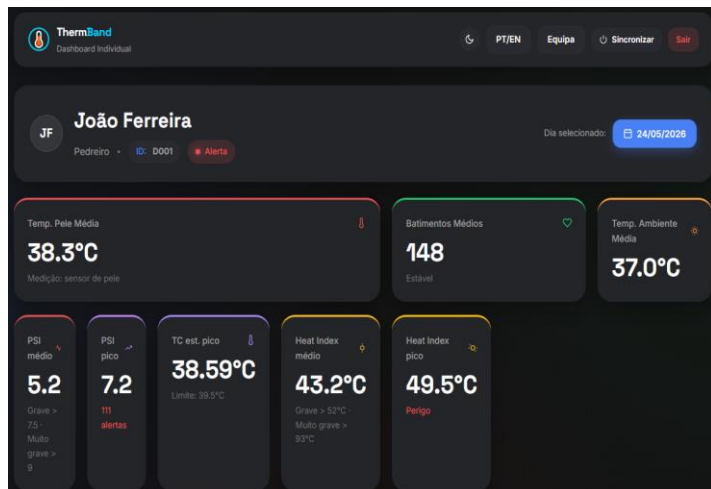 ThermBand
Dashboard Individual
PT/EN
Equipa
Sincronizar
Sair
JF
João Ferreira
Pedreiro • ID: D001 Alerta
Dia selecionado:
24/05/2026
Temp. Pele Média
38.3°C
Medição: sensor de pele
Batimentos Médios
148
Estável
Temp. Ambiente
Média
37.0°C
PSI
médio
5.2
Grave >
7.5 ·
Muito
grave >
9
PSI
pico
7.2
111
alertas
TC est. pico
38.59°C
Limite: 39.5°C
Heat Index
médio
43.2°C
Grave > 52°C ·
Muito grave >
93°C
Heat Index
pico
49.5°C
Perigo